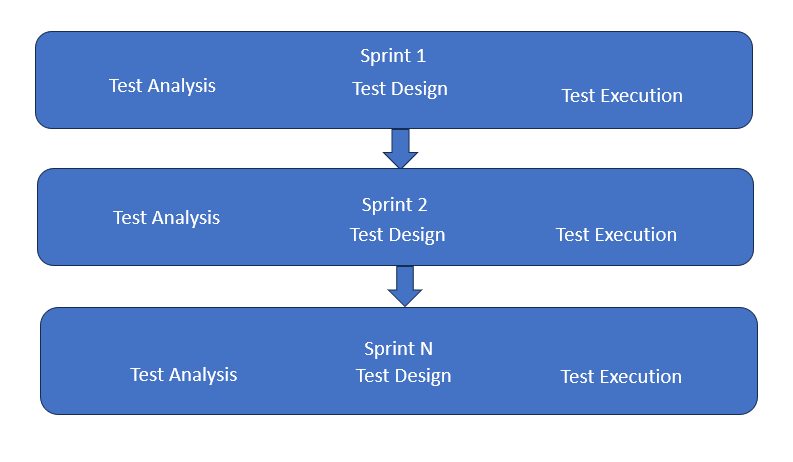 Sprint 1
Test Analysis
Test Design
Test Execution
Sprint 2
Test Analysis
Test Design
Test Execution
Sprint N
Test Analysis
Test Design
Test Execution